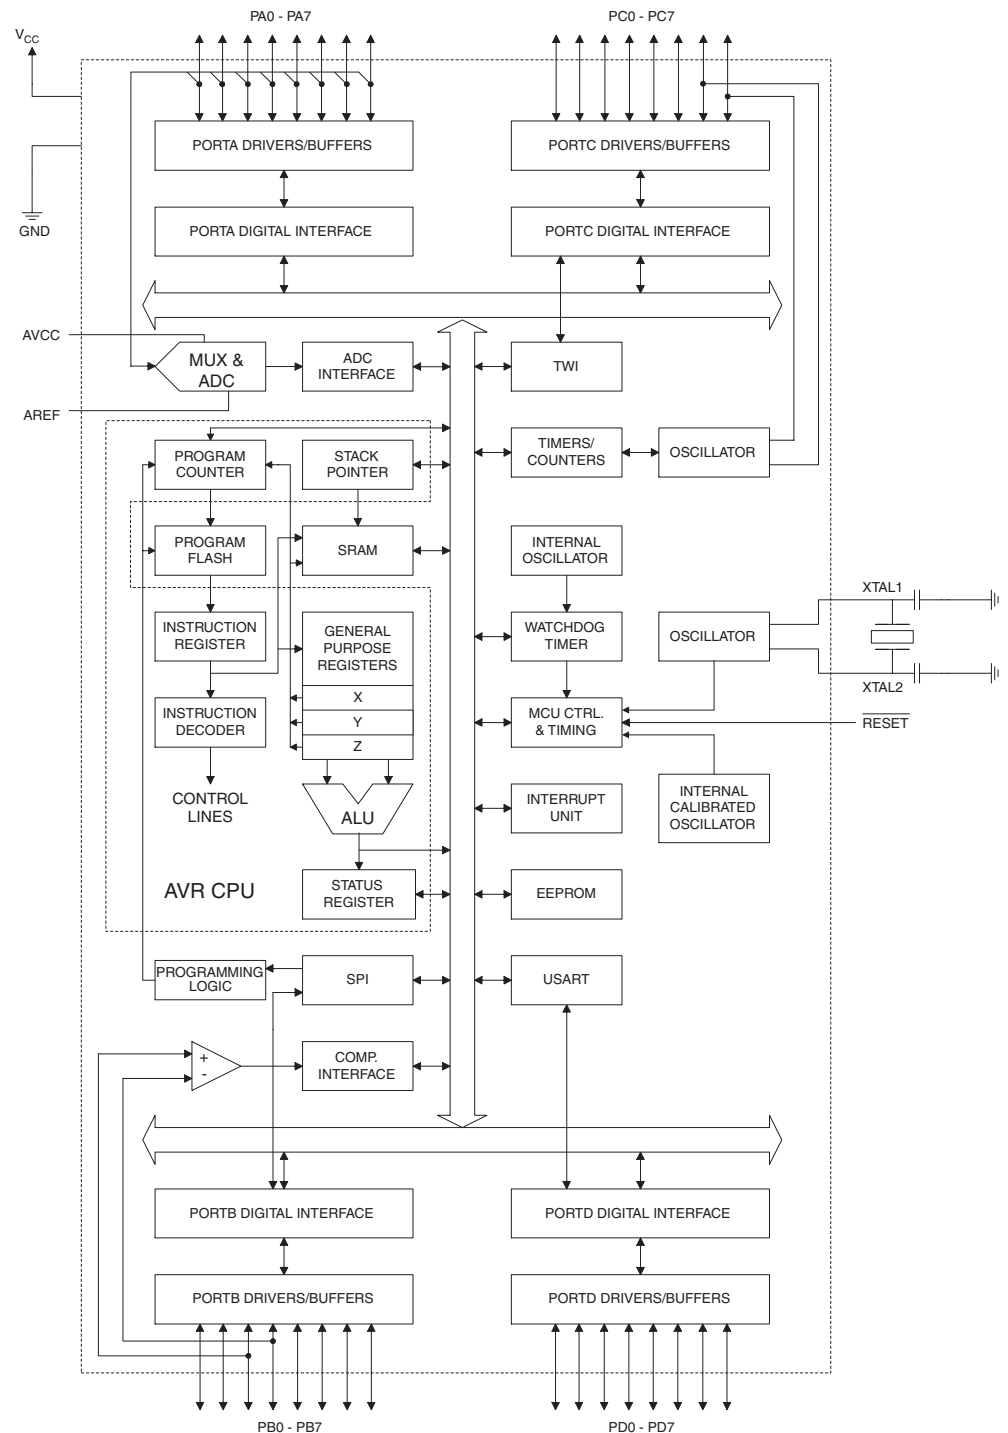 PA0 - PA7
PC0 - PC7
VCC
PORTA DRIVERS/BUFFERS
PORTC DRIVERS/BUFFERS
GND
PORTA DIGITAL INTERFACE
PORTC DIGITAL INTERFACE
AVCC
MUX &
ADC
ADC
INTERFACE
TWI
AREF
PROGRAM
COUNTER
STACK
POINTER
TIMERS/
COUNTERS
OSCILLATOR
PROGRAM
FLASH
SRAM
INTERNAL
OSCILLATOR
XTAL1
INSTRUCTION
REGISTER
GENERAL
PURPOSE
REGISTERS
WATCHDOG
TIMER
OSCILLATOR
XTAL2
X
Y
Z
INSTRUCTION
DECODER
MCU CTRL.
& TIMING
RESET
CONTROL
LINES
ALU
INTERRUPT
UNIT
INTERNAL
CALIBRATED
OSCILLATOR
AVR CPU
STATUS
REGISTER
EEPROM
PROGRAMMING
LOGIC
SPI
USART
+
-
COMP.
INTERFACE
PORTB DIGITAL INTERFACE
PORTD DIGITAL INTERFACE
PORTB DRIVERS/BUFFERS
PORTD DRIVERS/BUFFERS
PB0 - PB7
PD0 - PD7